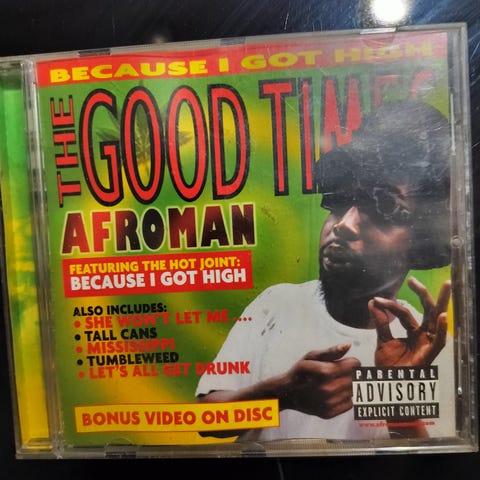 BECAUSE I GOT HIGH
THE GOOD TIMES
AFROMAN
FEATURING THE HOT JOINT:
BECAUSE I GOT HIGH
ALSO INCLUDES:
• SHE WON'T LET ME....
• TALL CANS
• MISSISSIPPI
• TUMBLEWEED
• LET'S ALL GET DRUNK
BONUS VIDEO ON DISC
PARENTAL
ADVISORY
EXPLICIT CONTENT